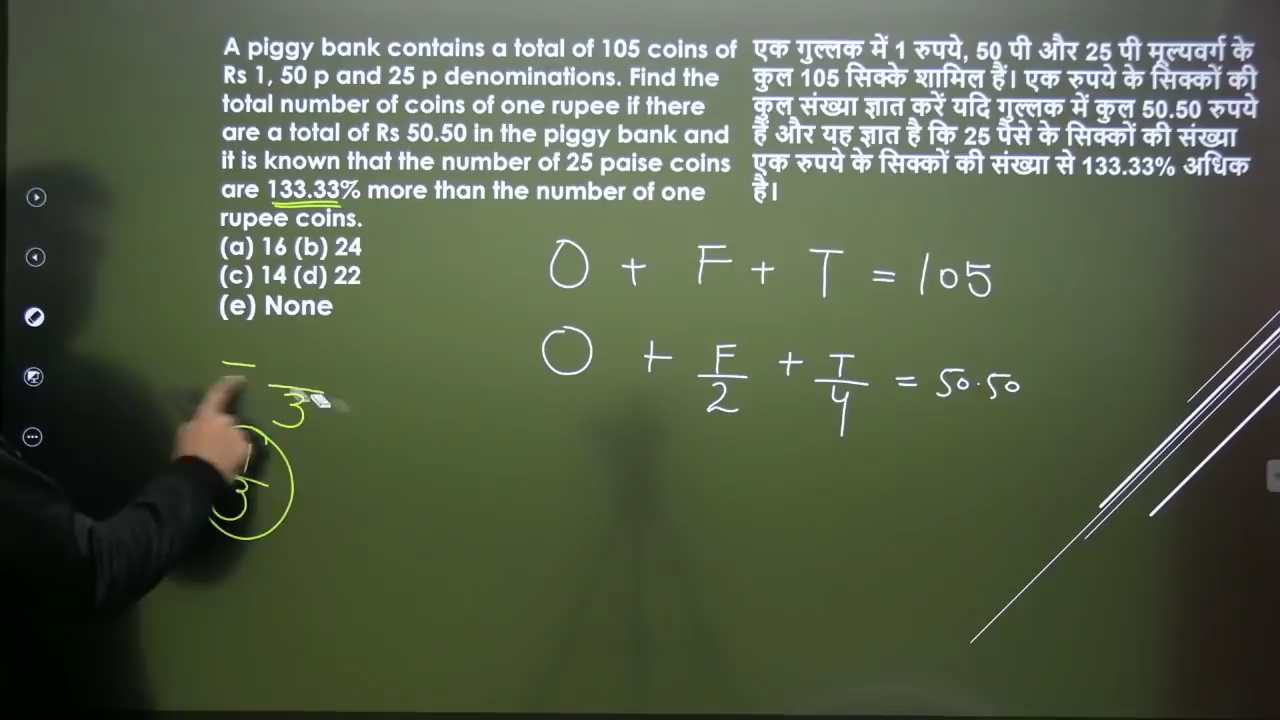 A piggy bank contains a total of 105 coins of
Rs 1, 50 p and 25 p denominations. Find the
total number of coins of one rupee if there
are a total of Rs 50.50 in the piggy bank and
it is known that the number of 25 paise coins
are 133.33% more than the number of one
rupee coins.
(a) 16 (b) 24
(c) 14 (d) 22
(e) None
एक गुल्लक में 1 रुपये, 50 पी और 25 पी मूल्यवर्ग के
कुल 105 सिक्के शामिल हैं। एक रुपये के सिक्कों की
कुल संख्या ज्ञात करें यदि गुल्लक में कुल 50.50 रुपये
हैं और यह ज्ञात है कि 25 पैसे के सिक्कों की संख्या
एक रुपये के सिक्कों की संख्या से 133.33% अधिक
है।
O + F + T = 105
O + F/2 + T/4 = 50.50
3